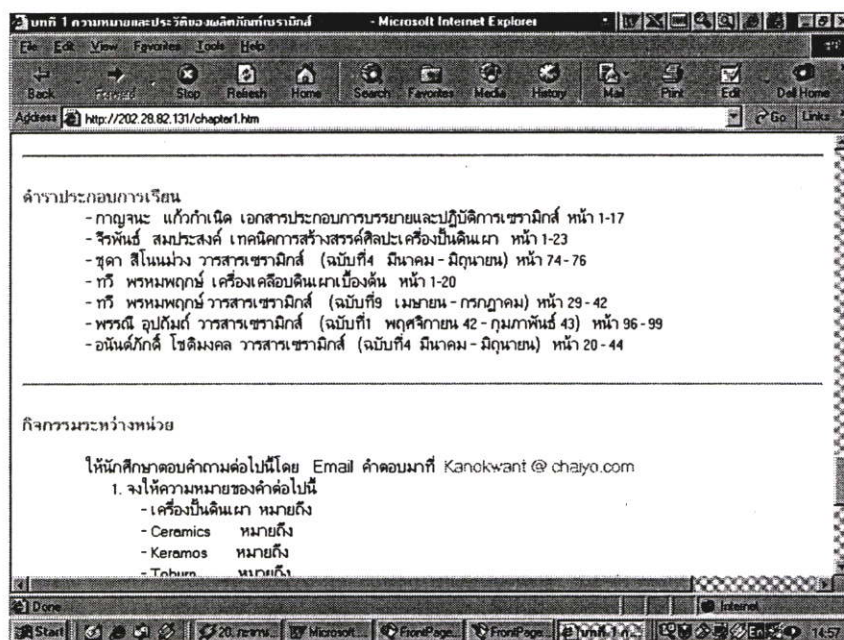 บทที่ 1 ความหมายและประวัติของผลิตภัณฑ์เซรามิกส์ - Microsoft Internet Explorer
File Edit View Favorites Tools Help
Back Forward Stop Refresh Home Search Favorites Media History Mail Print Edit Dell Home
Address http://202.28.82.131/chapter1.htm Go Links
ตำราประกอบการเรียน
- กาญจนะ แก้วกำเนิด เอกสารประกอบการบรรยายและปฏิบัติการเซรามิกส์ หน้า 1-17
- จีรพันธ์ สมประสงค์ เทคนิคการสร้างสรรค์ศิลปะเครื่องปั้นดินเผา หน้า 1-23
- ชุดา สีโนนม่วง วารสารเซรามิกส์ (ฉบับที่4 มีนาคม - มิถุนายน) หน้า 74 - 76
- ทวี พรหมพฤกษ์ เครื่องเคลือบดินเผาเบื้องต้น หน้า 1-20
- ทวี พรหมพฤกษ์ วารสารเซรามิกส์ (ฉบับที่9 เมษายน - กรกฎาคม) หน้า 29 - 42
- พรรณี อุปถัมถ์ วารสารเซรามิกส์ (ฉบับที่1 พฤศจิกายน 42 - กุมภาพันธ์ 43) หน้า 96 - 99
- อนันต์ภักดิ์ โชติมงคล วารสารเซรามิกส์ (ฉบับที่4 มีนาคม - มิถุนายน) หน้า 20 - 44
กิจกรรมระหว่างหน่วย
ให้นักศึกษาตอบคำถามต่อไปนี้โดย Email คำตอบมาที่ Kanokwant @ chaiyo.com
1. จงให้ความหมายของคำต่อไปนี้
- เครื่องปั้นดินเผา หมายถึง
- Ceramics หมายถึง
- Keramos หมายถึง
- Toburn หมายถึง
Done Internet
Start Microsoft... FrontPage... FrontPage... บทที่ 1 ก... 14:57